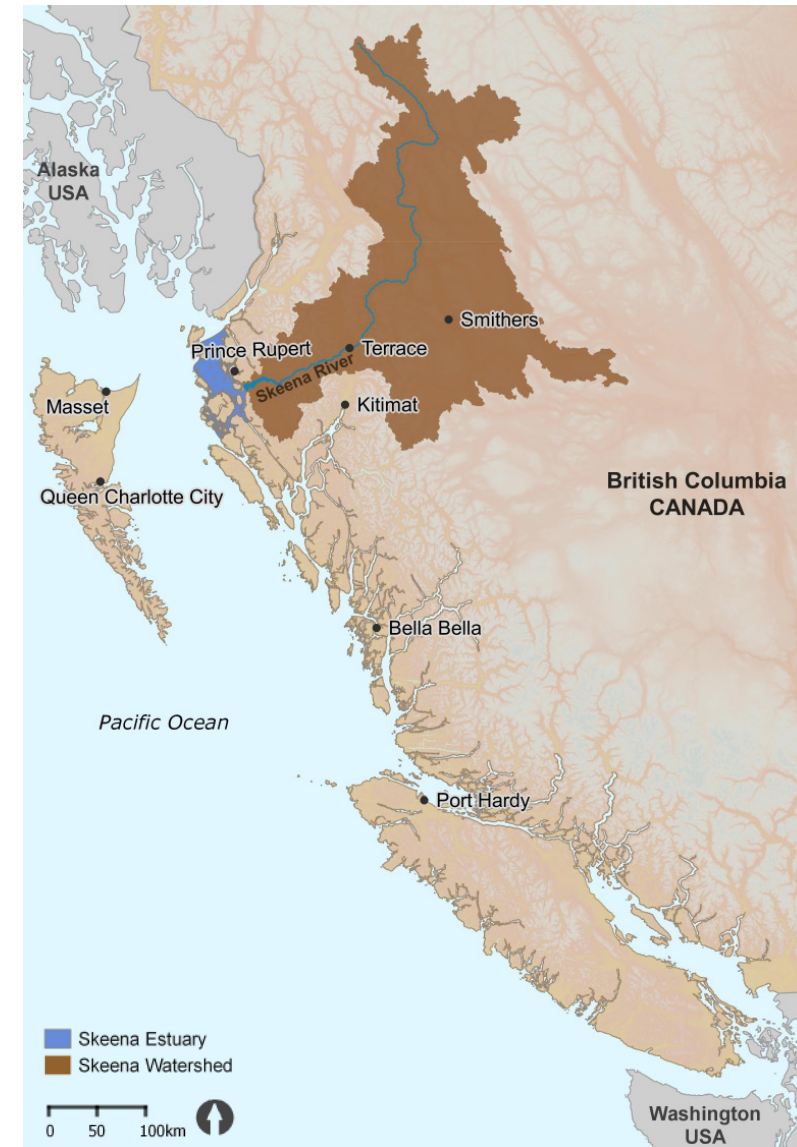 Alaska
USA
Smithers
Prince Rupert
Terrace
Skeena River
Masset
Kitimat
Queen Charlotte City
British Columbia
CANADA
Bella Bella
Pacific Ocean
Port Hardy
Skeena Estuary
Skeena Watershed
0 50 100km
Washington
USA